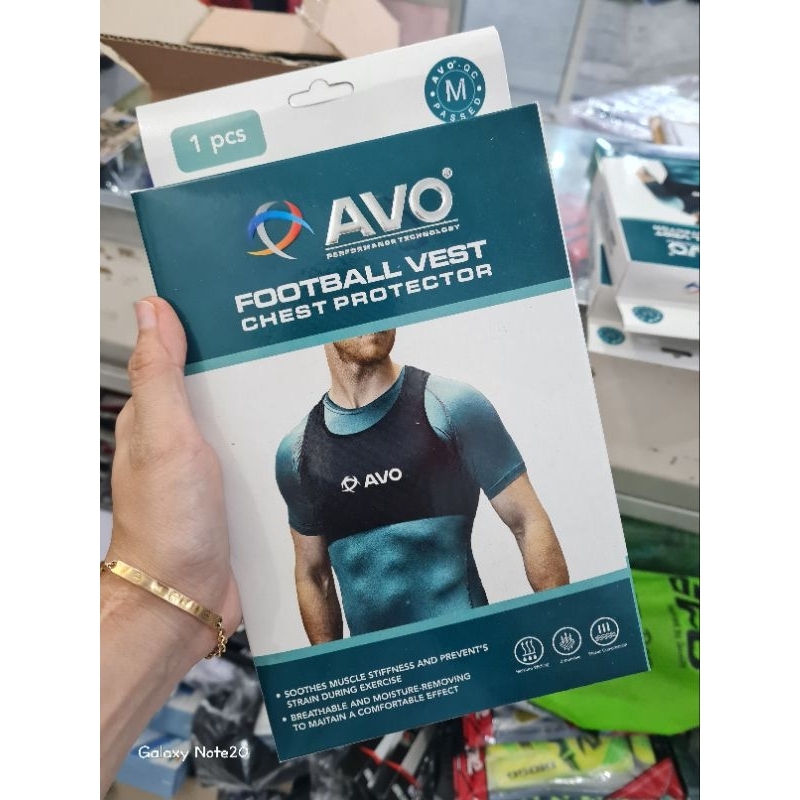 1 pcs
AVO®-QC
M
PASSED
AVO®
PERFORMANCE TECHNOLOGY
FOOTBALL VEST
CHEST PROTECTOR
AVO
• SOOTHES MUSCLE STIFFNESS AND PREVENT'S
STRAIN DURING EXERCISE
• BREATHABLE AND MOISTURE-REMOVING
TO MAITAIN A COMFORTABLE EFFECT
Galaxy Note20